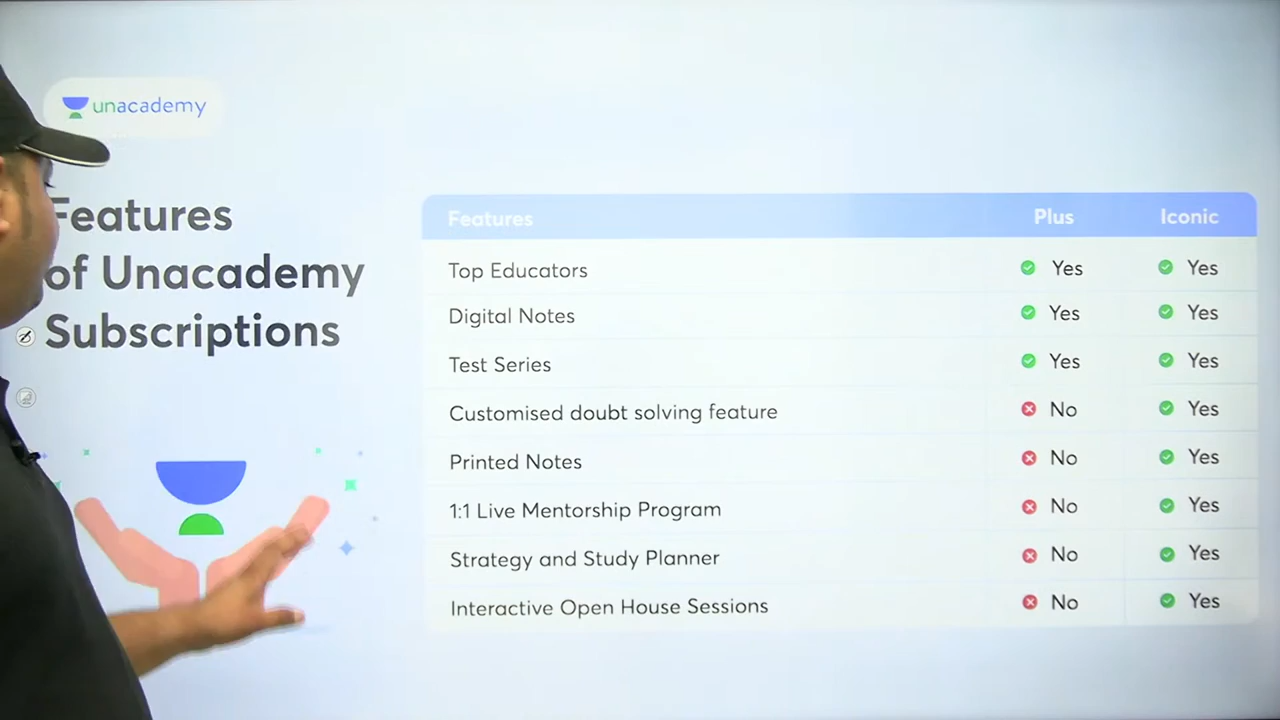 unacademy
Features
of Unacademy
Subscriptions
Features Plus Iconic
Top Educators Yes Yes
Digital Notes Yes Yes
Test Series Yes Yes
Customised doubt solving feature No Yes
Printed Notes No Yes
1:1 Live Mentorship Program No Yes
Strategy and Study Planner No Yes
Interactive Open House Sessions No Yes